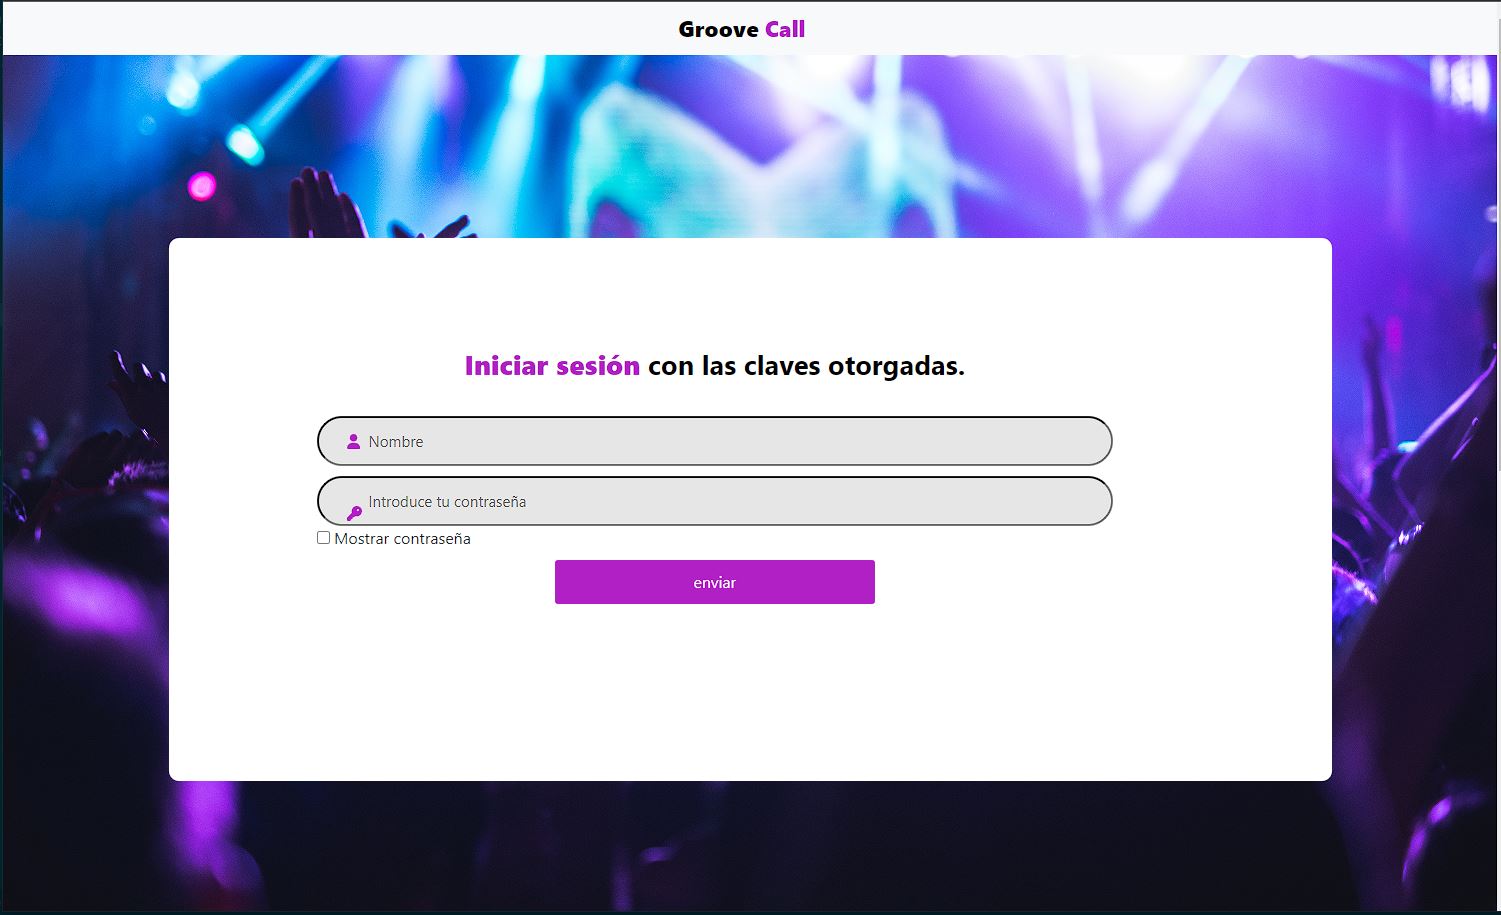 Groove Call
Iniciar sesión con las claves otorgadas.
Nombre
Introduce tu contraseña
Mostrar contraseña
enviar